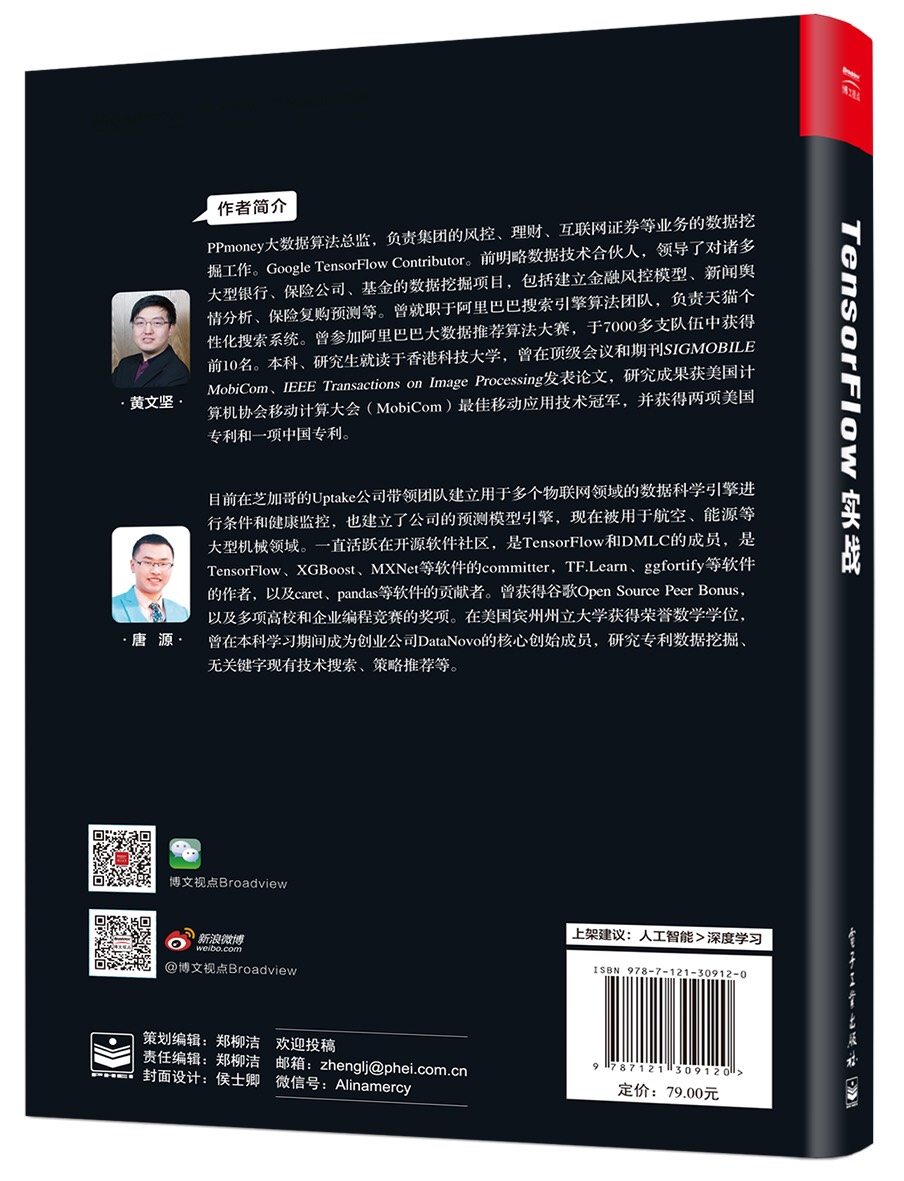 作者简介
PPmoney大数据算法总监，负责集团的风控、理财、互联网证券等业务的数据挖
掘工作。Google TensorFlow Contributor。前明略数据技术合伙人，领导了对诸多
大型银行、保险公司、基金的数据挖掘项目，包括建立金融风控模型、新闻舆
情分析、保险复购预测等。曾就职于阿里巴巴搜索引擎算法团队，负责天猫个
性化搜索系统。曾参加阿里巴巴大数据推荐算法大赛，于7000多支队伍中获得
前10名。本科、研究生就读于香港科技大学，曾在顶级会议和期刊SIGMOBILE
MobiCom、IEEE Transactions on Image Processing发表论文，研究成果获美国计
算机协会移动计算大会（MobiCom）最佳移动应用技术冠军，并获得两项美国
专利和一项中国专利。
·黄文坚·
目前在芝加哥的Uptake公司带领团队建立用于多个物联网领域的数据科学引擎进
行条件和健康监控，也建立了公司的预测模型引擎，现在被用于航空、能源等
大型机械领域。一直活跃在开源软件社区，是TensorFlow和DMLC的成员，是
TensorFlow、XGBoost、MXNet等软件的committer，TF.Learn、ggfortify等软件
的作者，以及caret、pandas等软件的贡献者。曾获得谷歌Open Source Peer Bonus，
以及多项高校和企业编程竞赛的奖项。在美国宾州州立大学获得荣誉数学学位，
曾在本科学习期间成为创业公司DataNovo的核心创始成员，研究专利数据挖掘、
无关键字现有技术搜索、策略推荐等。
·唐 源·
博文视点Broadview
新浪微博
weibo.com
@博文视点Broadview
PHEI
策划编辑：郑柳洁
责任编辑：郑柳洁
封面设计：侯士卿
欢迎投稿
邮箱：zhenglj@phei.com.cn
微信号：Alinamercy
上架建议：人工智能>深度学习
ISBN 978-7-121-30912-0
9 787121 309120 >
定价：79.00元
Broadview
博文视点
TensorFlow 实战
电子工业出版社